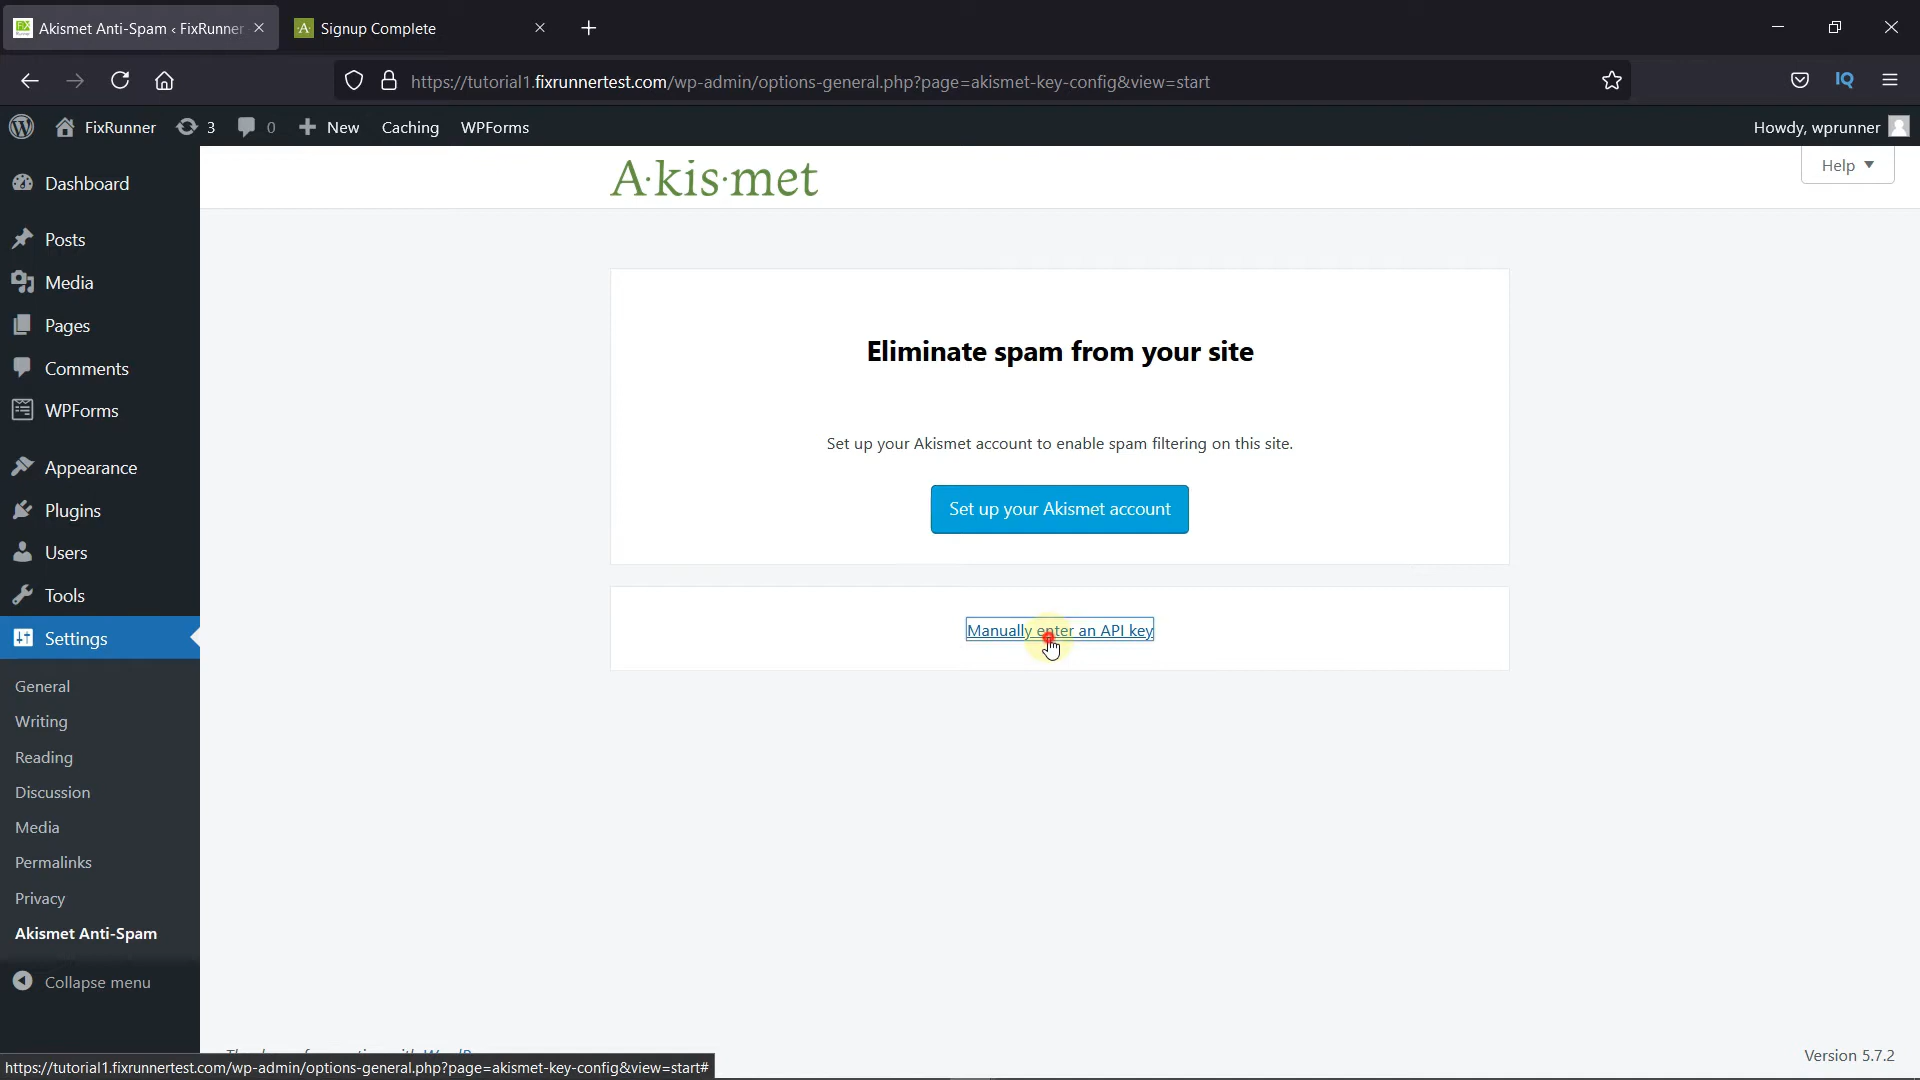 Akismet Anti-Spam ‹ FixRunner
Signup Complete
https://tutorial1.fixrunnertest.com/wp-admin/options-general.php?page=akismet-key-config&view=start
IQ
FixRunner
3
0
New
Caching
WPForms
Howdy, wprunner
Dashboard
Posts
Media
Pages
Comments
WPForms
Appearance
Plugins
Users
Tools
Settings
General
Writing
Reading
Discussion
Media
Permalinks
Privacy
Akismet Anti-Spam
Collapse menu
A·kis·met
Help
Eliminate spam from your site
Set up your Akismet account to enable spam filtering on this site.
Set up your Akismet account
Manually enter an API key
Version 5.7.2
https://tutorial1.fixrunnertest.com/wp-admin/options-general.php?page=akismet-key-config&view=start#